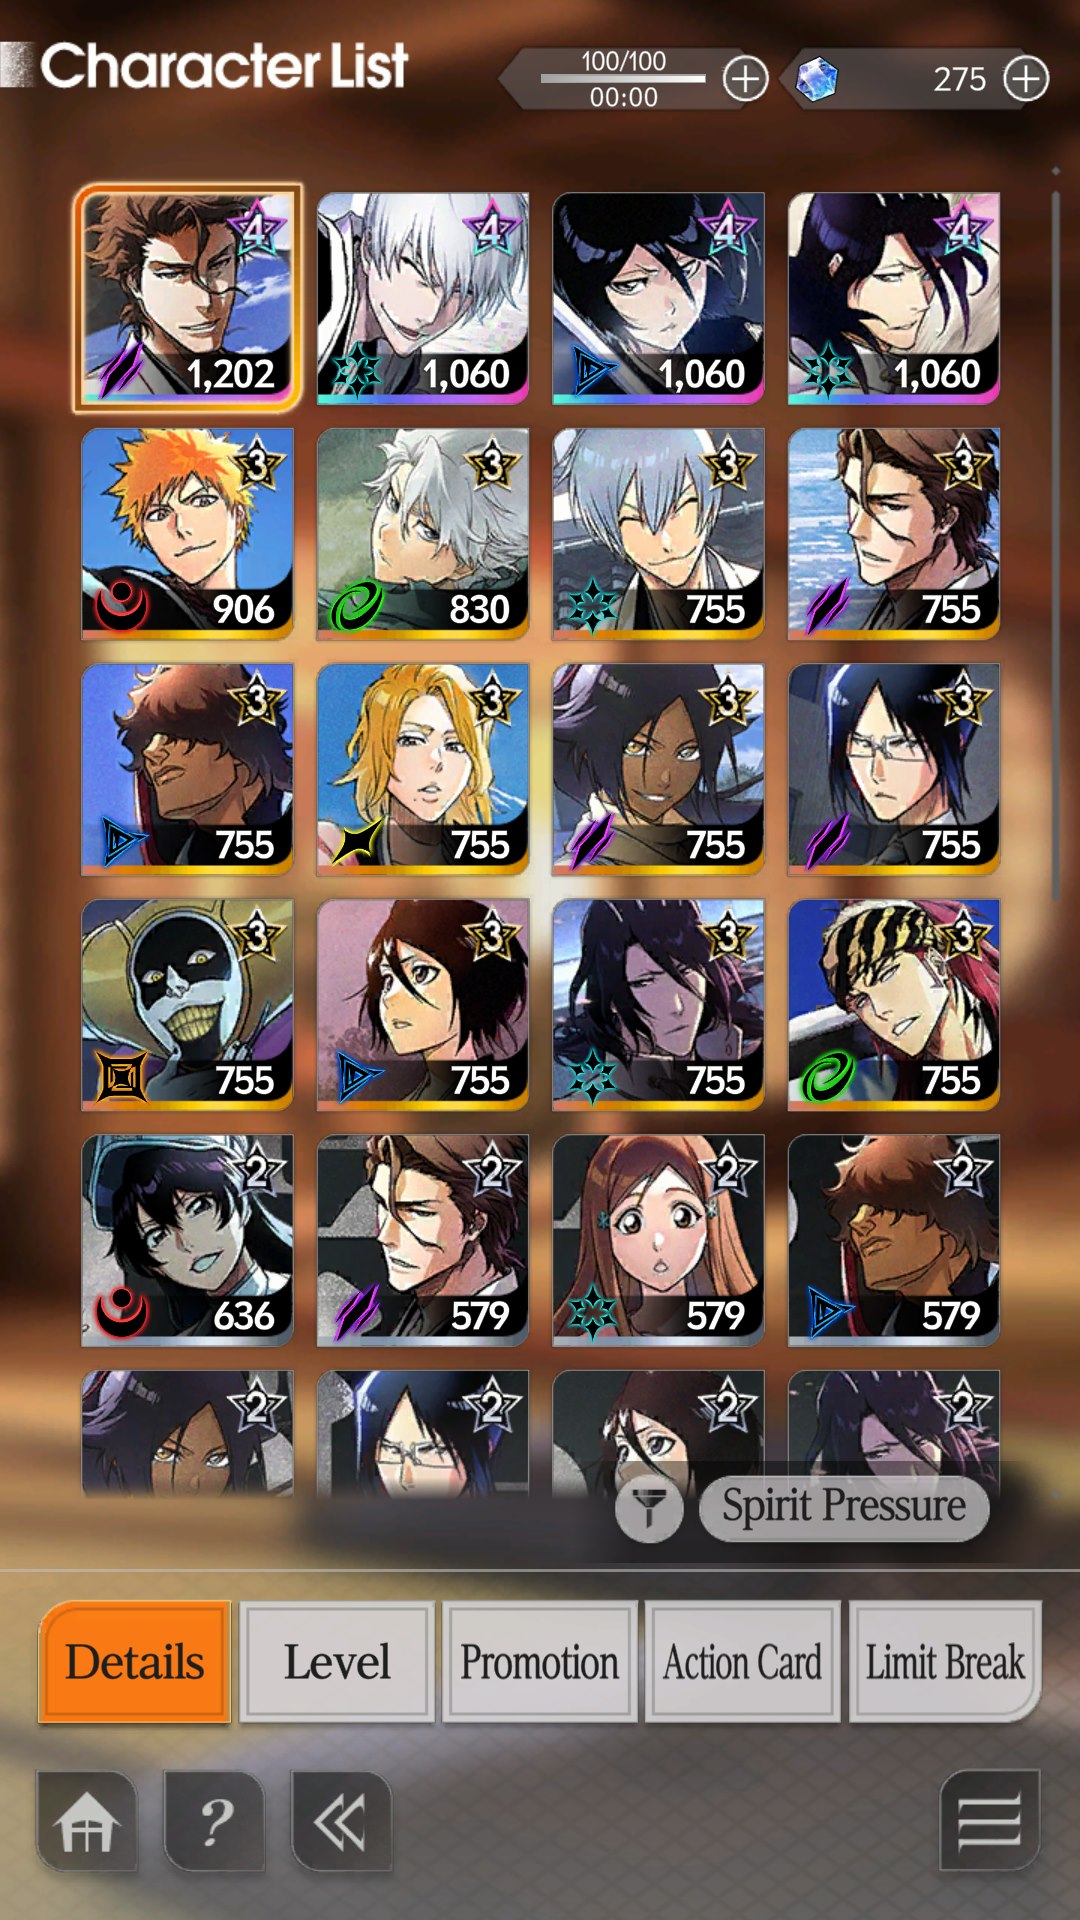 Character List
100/100
00:00
275
4 4 4 4
1,202 1,060 1,060 1,060
3 3 3 3
906 830 755 755
3 3 3 3
755 755 755 755
3 3 3 3
755 755 755 755
2 2 2 2
636 579 579 579
2 2 2 2
Spirit Pressure
Details Level Promotion Action Card Limit Break
?